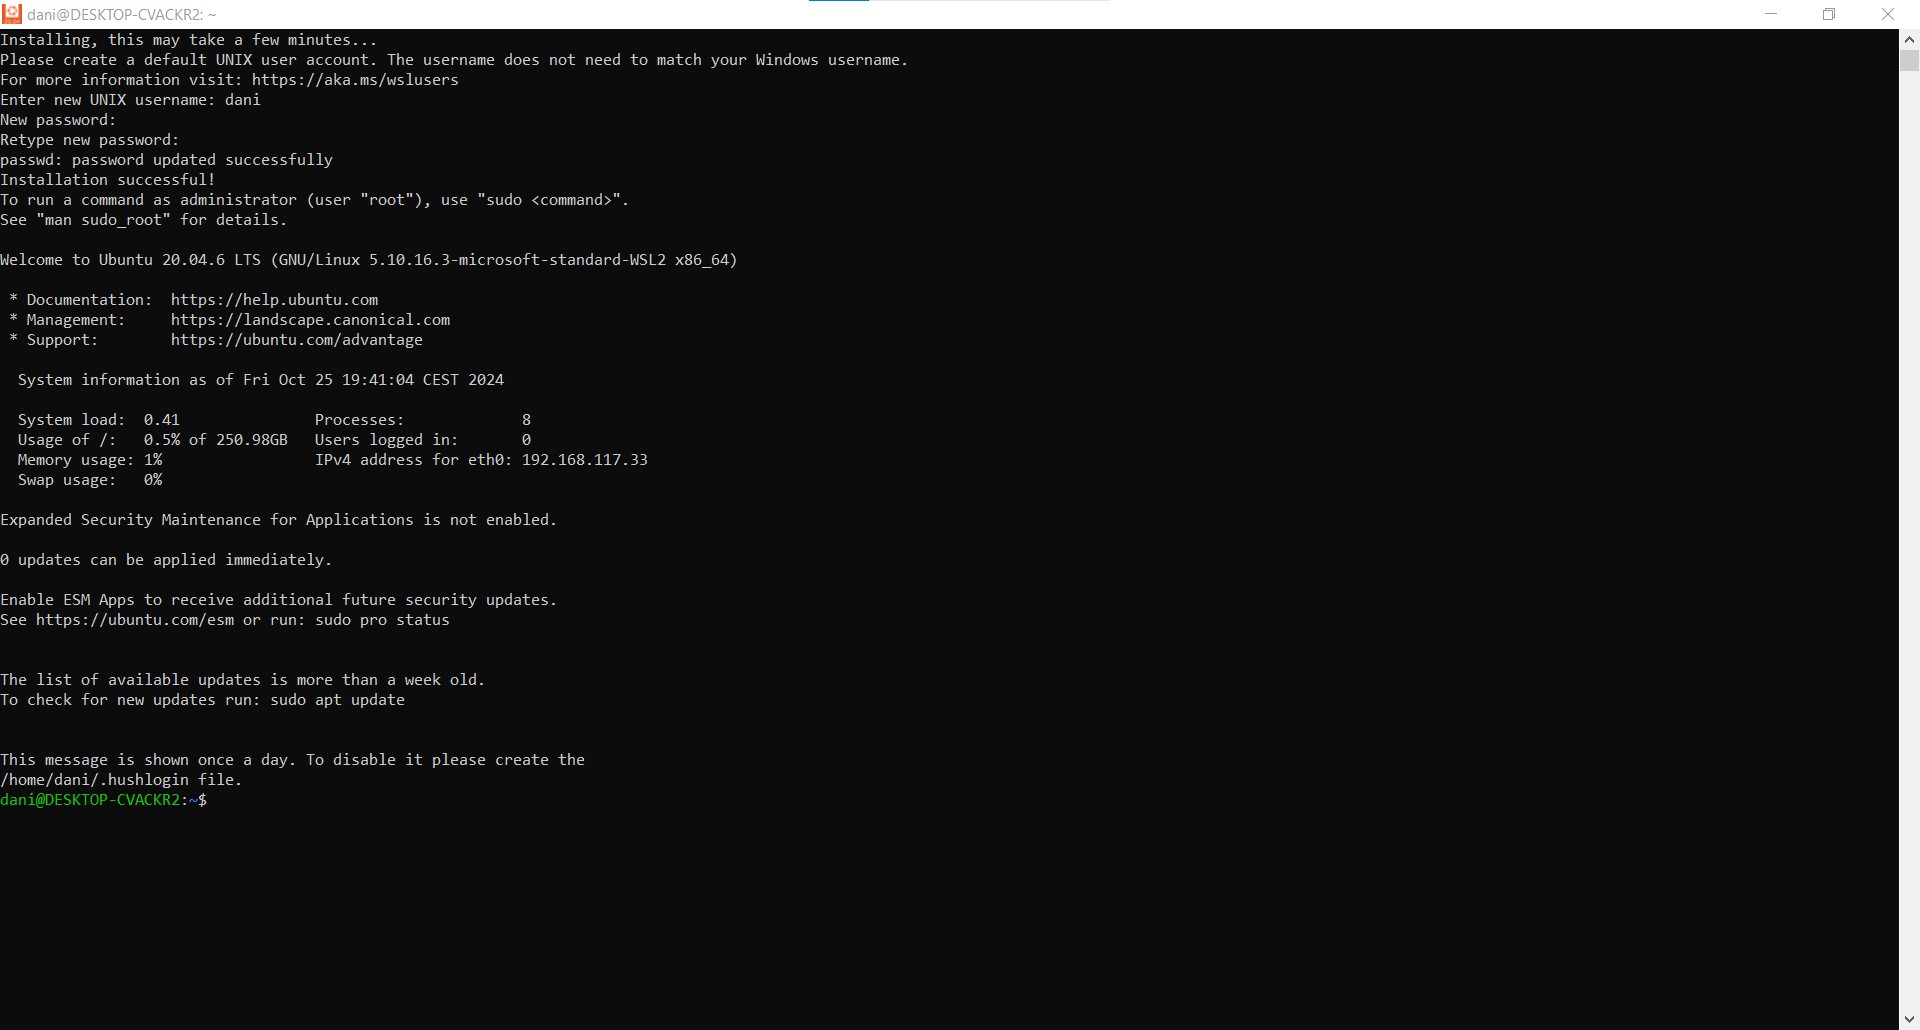 dani@DESKTOP-CVACKR2: ~
Installing, this may take a few minutes...
Please create a default UNIX user account. The username does not need to match your Windows username.
For more information visit: https://aka.ms/wslusers
Enter new UNIX username: dani
New password:
Retype new password:
passwd: password updated successfully
Installation successful!
To run a command as administrator (user "root"), use "sudo <command>".
See "man sudo_root" for details.

Welcome to Ubuntu 20.04.6 LTS (GNU/Linux 5.10.16.3-microsoft-standard-WSL2 x86_64)

 * Documentation:  https://help.ubuntu.com
 * Management:     https://landscape.canonical.com
 * Support:        https://ubuntu.com/advantage

  System information as of Fri Oct 25 19:41:04 CEST 2024

  System load:  0.41               Processes:             8
  Usage of /:   0.5% of 250.98GB   Users logged in:       0
  Memory usage: 1%                 IPv4 address for eth0: 192.168.117.33
  Swap usage:   0%

Expanded Security Maintenance for Applications is not enabled.

0 updates can be applied immediately.

Enable ESM Apps to receive additional future security updates.
See https://ubuntu.com/esm or run: sudo pro status

The list of available updates is more than a week old.
To check for new updates run: sudo apt update

This message is shown once a day. To disable it please create the
/home/dani/.hushlogin file.
dani@DESKTOP-CVACKR2:~$